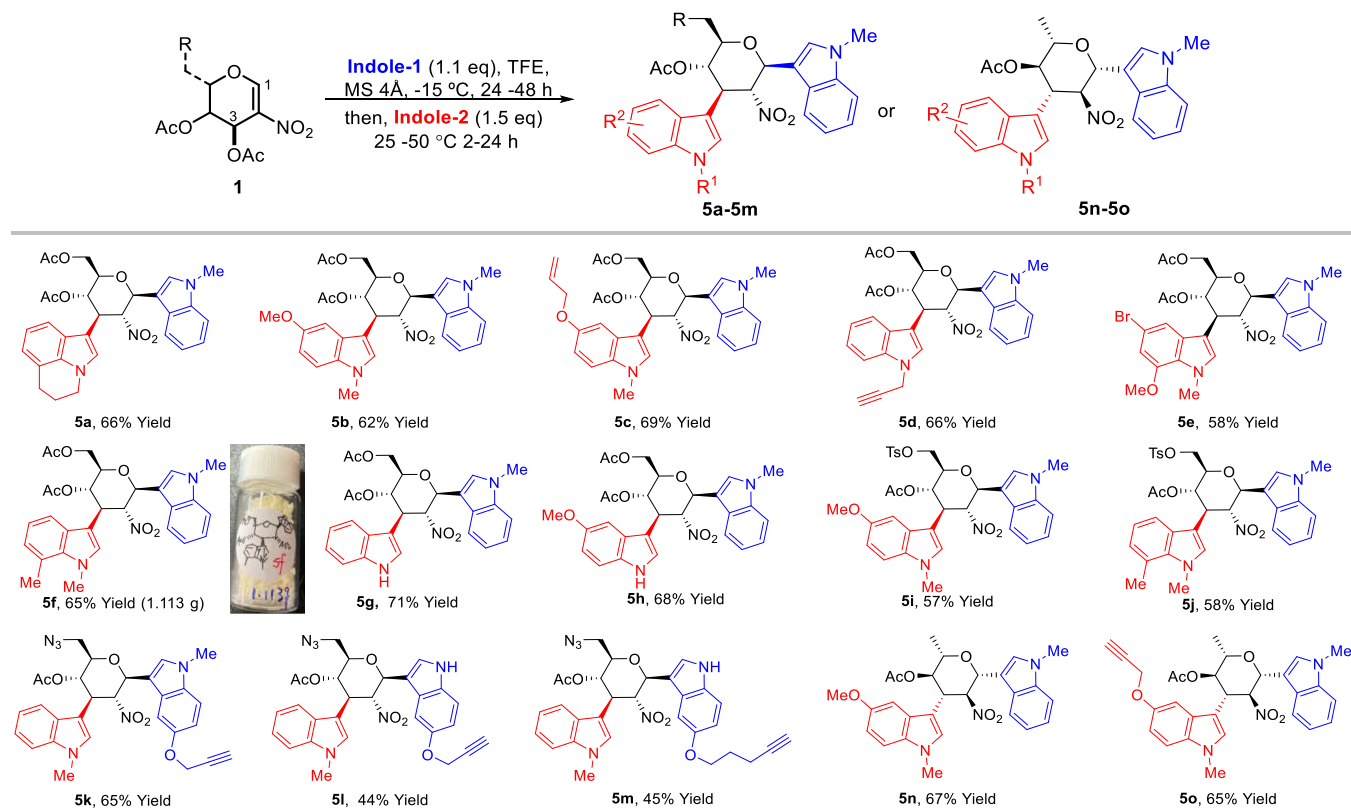 R
O
1
3
AcO
NO2
OAc
1
Indole-1 (1.1 eq), TFE,
MS 4Å, -15 ºC, 24 -48 h
then, Indole-2 (1.5 eq)
25 -50 °C 2-24 h
R
O
N
Me
AcO
NO2
R2
N
R1
5a-5m
or
O
N
Me
AcO
NO2
R2
N
R1
5n-5o
AcO
O
N
Me
AcO
NO2
N
5a, 66% Yield
AcO
O
N
Me
AcO
MeO
NO2
N
Me
5b, 62% Yield
AcO
O
N
Me
AcO
O
NO2
N
Me
5c, 69% Yield
AcO
O
N
Me
AcO
NO2
N
5d, 66% Yield
AcO
O
N
Me
AcO
Br
NO2
N
MeO
Me
5e, 58% Yield
AcO
O
N
Me
AcO
NO2
N
Me
Me
5f, 65% Yield (1.113 g)
5f
1.113g
AcO
O
N
Me
AcO
NO2
N
H
5g, 71% Yield
AcO
O
N
Me
AcO
MeO
NO2
N
H
5h, 68% Yield
TsO
O
N
Me
AcO
MeO
NO2
N
Me
5i, 57% Yield
TsO
O
N
Me
AcO
NO2
N
Me
Me
5j, 58% Yield
N3
O
N
Me
AcO
NO2
N
O
Me
5k, 65% Yield
N3
O
NH
AcO
NO2
N
O
Me
5l, 44% Yield
N3
O
NH
AcO
NO2
N
O
Me
5m, 45% Yield
O
N
Me
AcO
MeO
NO2
N
Me
5n, 67% Yield
O
N
Me
AcO
O
NO2
N
Me
5o, 65% Yield